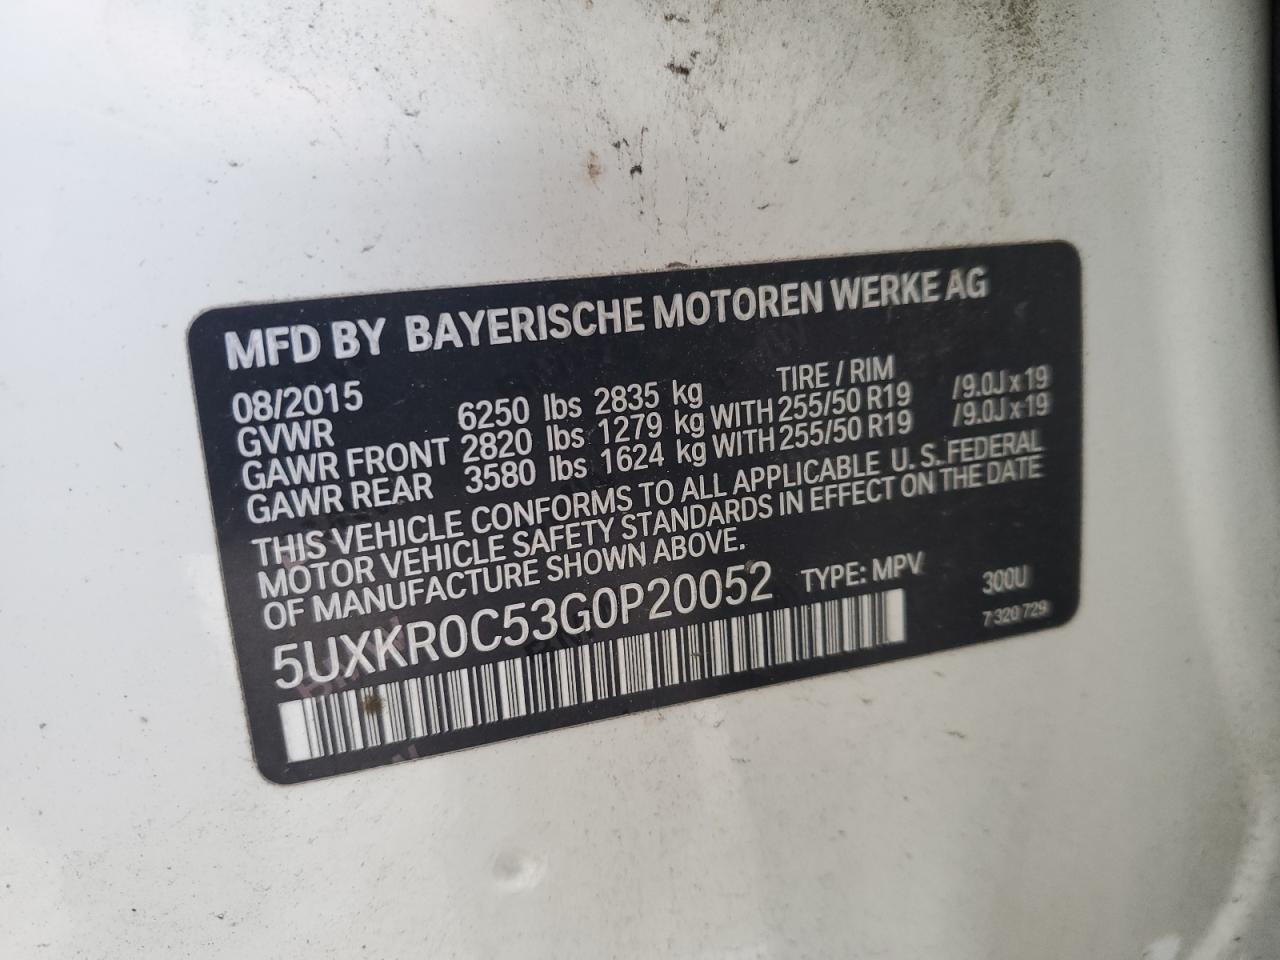 MFD BY BAYERISCHE MOTOREN WERKE AG
08/2015 TIRE / RIM
GVWR 6250 lbs 2835 kg
GAWR FRONT 2820 lbs 1279 kg WITH 255/50 R19 /9.0J x 19
GAWR REAR 3580 lbs 1624 kg WITH 255/50 R19 /9.0J x 19
THIS VEHICLE CONFORMS TO ALL APPLICABLE U. S. FEDERAL
MOTOR VEHICLE SAFETY STANDARDS IN EFFECT ON THE DATE
OF MANUFACTURE SHOWN ABOVE.
5UXKR0C53G0P20052 TYPE: MPV 300U
7 320 729